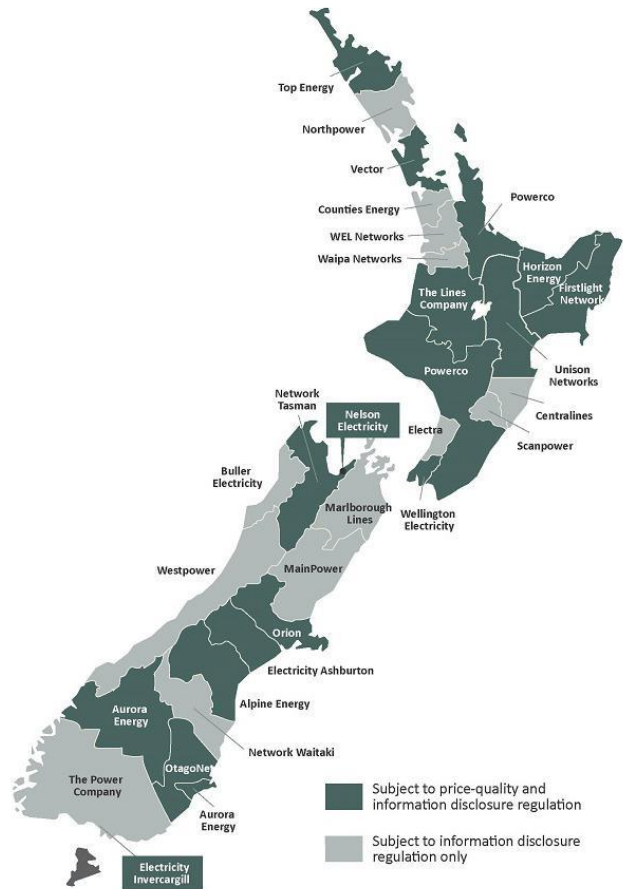 Top Energy
Northpower
Vector
Counties Energy
Powerco
WEL Networks
Waipa Networks
Horizon
Energy
The Lines
Company
Firstlight
Network
Powerco
Unison
Networks
Network
Tasman
Nelson
Electricity
Centralines
Electra
Scanpower
Buller
Electricity
Marlborough
Lines
Wellington
Electricity
Westpower
MainPower
Orion
Electricity Ashburton
Aurora
Energy
Alpine Energy
Network Waitaki
OtagoNet
The Power
Company
Aurora
Energy
Electricity
Invercargill
Subject to price-quality and
information disclosure regulation
Subject to information disclosure
regulation only